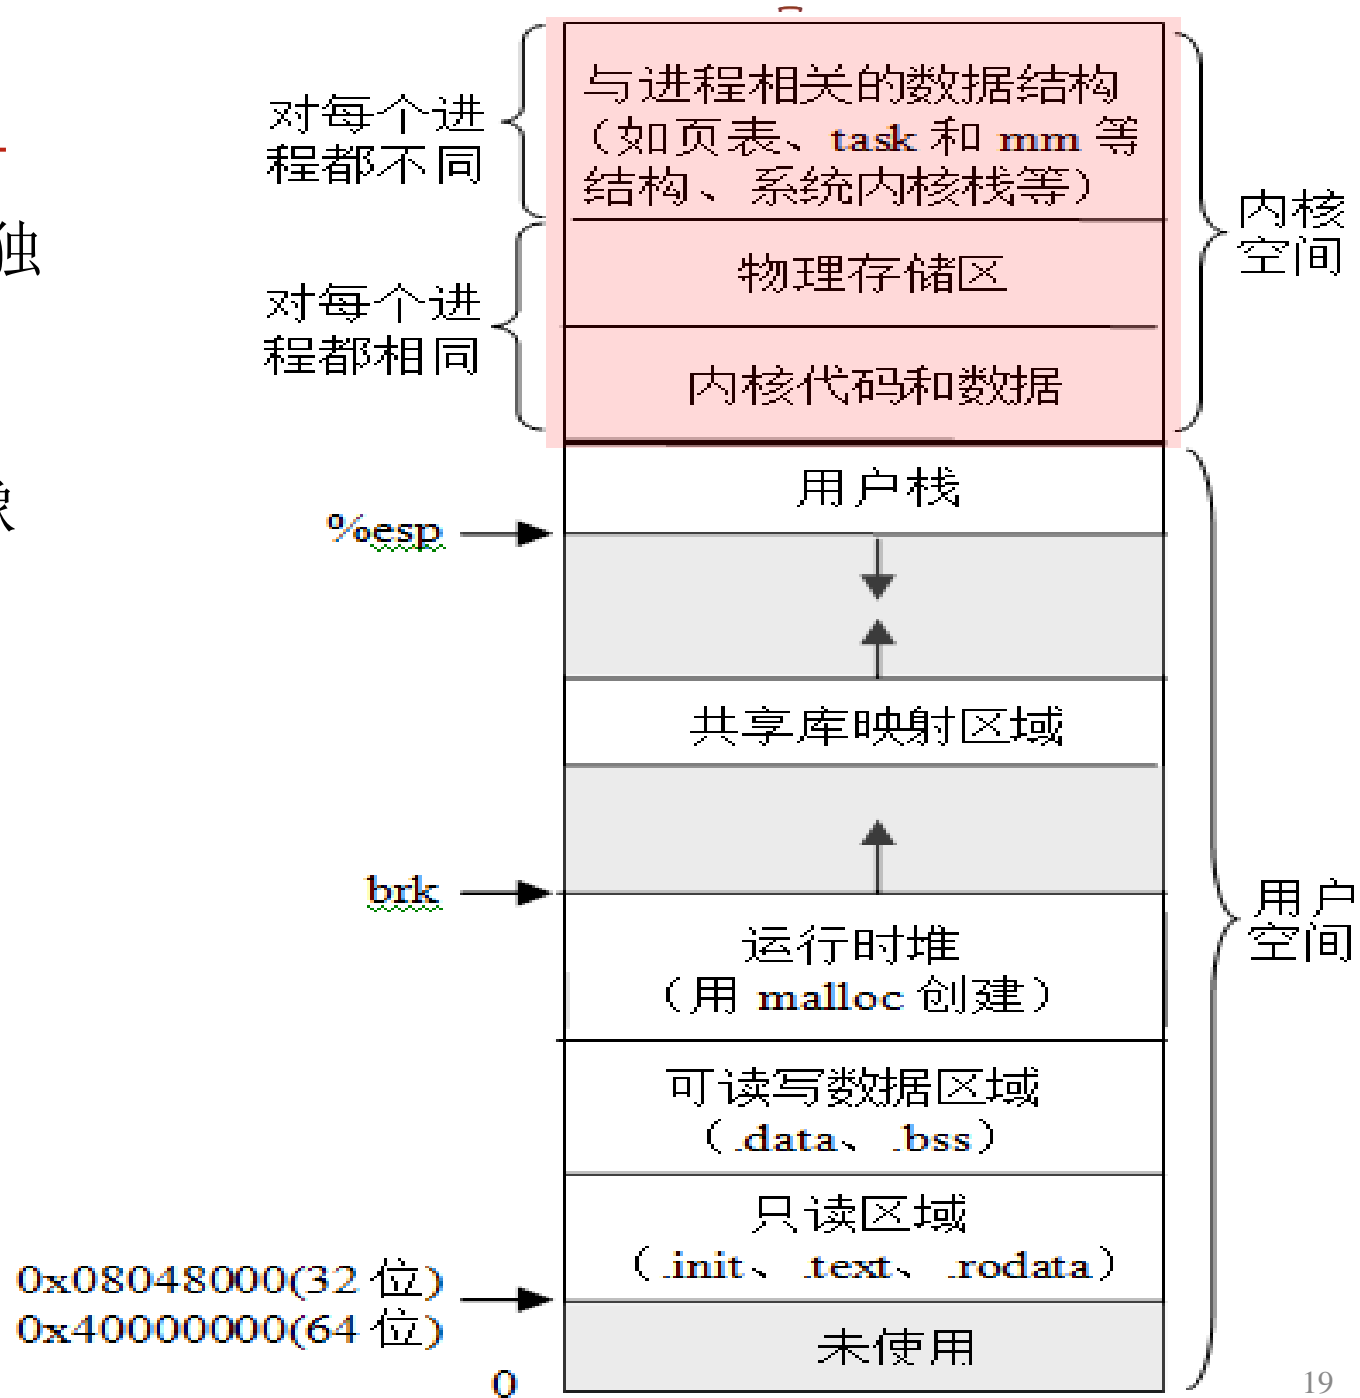 对每个进
程都不同
与进程相关的数据结构
（如页表、task 和 mm 等
结构、系统内核栈等）
内核
空间
独
对每个进
程都相同
物理存储区
内核代码和数据
用户栈
%esp
共享库映射区域
brk
运行时堆
（用 malloc 创建）
用户
空间
可读写数据区域
（.data、.bss）
只读区域
（.init、.text、.rodata）
0x08048000(32 位)
0x40000000(64 位)
未使用
0
19